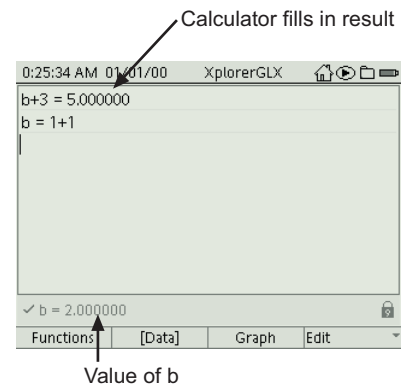 Calculator fills in result
0:25:34 AM 01/01/00 XplorerGLX
b+3 = 5.000000
b = 1+1
✓ b = 2.000000
Functions [Data] Graph Edit
Value of b